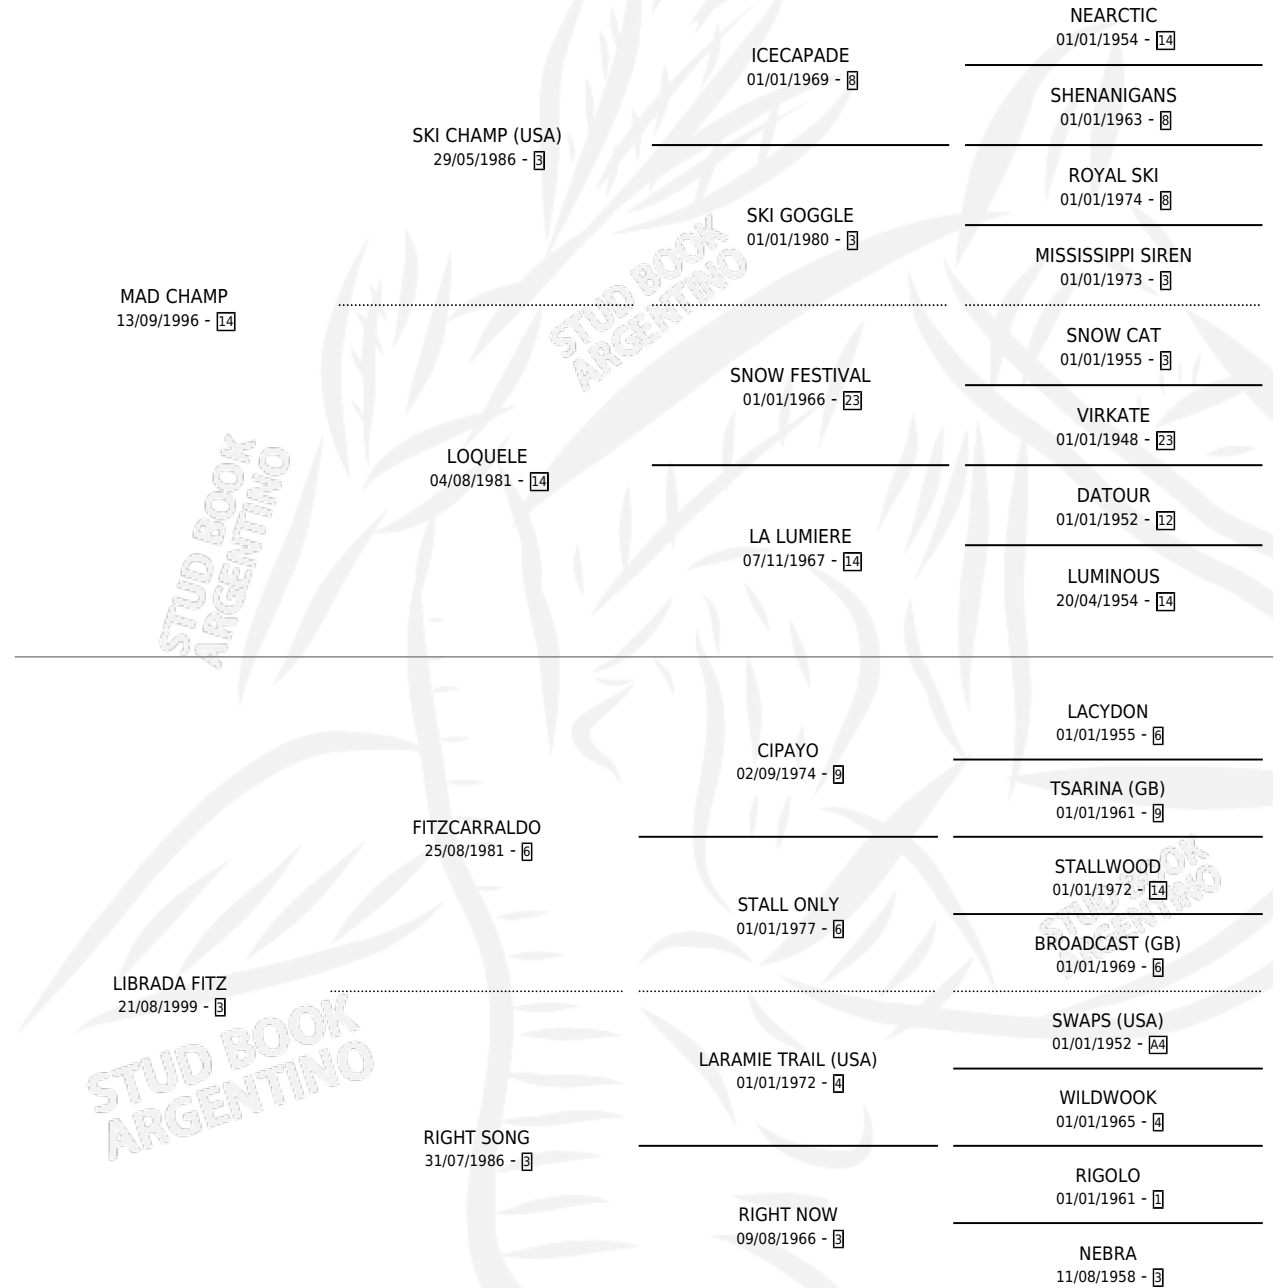 NEARCTIC
01/01/1954 - 14
ICECAPADE
01/01/1969 - 8
SHENANIGANS
01/01/1963 - 8
SKI CHAMP (USA)
29/05/1986 - 3
ROYAL SKI
01/01/1974 - 8
SKI GOGGLE
01/01/1980 - 3
MISSISSIPPI SIREN
01/01/1973 - 3
MAD CHAMP
13/09/1996 - 14
STUD BOOK
ARGENTINO
SNOW CAT
01/01/1955 - 3
SNOW FESTIVAL
01/01/1966 - 23
VIRKATE
01/01/1948 - 23
LOQUELE
04/08/1981 - 14
DATOUR
01/01/1952 - 12
LA LUMIERE
07/11/1967 - 14
LUMINOUS
20/04/1954 - 14
STUD BOOK
ARGENTINO
LACYDON
01/01/1955 - 6
CIPAYO
02/09/1974 - 9
TSARINA (GB)
01/01/1961 - 9
FITZCARRALDO
25/08/1981 - 6
STALLWOOD
01/01/1972 - 14
STALL ONLY
01/01/1977 - 6
BROADCAST (GB)
01/01/1969 - 6
STUD BOOK
ARGENTINO
LIBRADA FITZ
21/08/1999 - 3
SWAPS (USA)
01/01/1952 - A4
LARAMIE TRAIL (USA)
01/01/1972 - 4
WILDWOOK
01/01/1965 - 4
STUD BOOK
ARGENTINO
RIGHT SONG
31/07/1986 - 3
RIGOLO
01/01/1961 - 1
RIGHT NOW
09/08/1966 - 3
NEBRA
11/08/1958 - 3